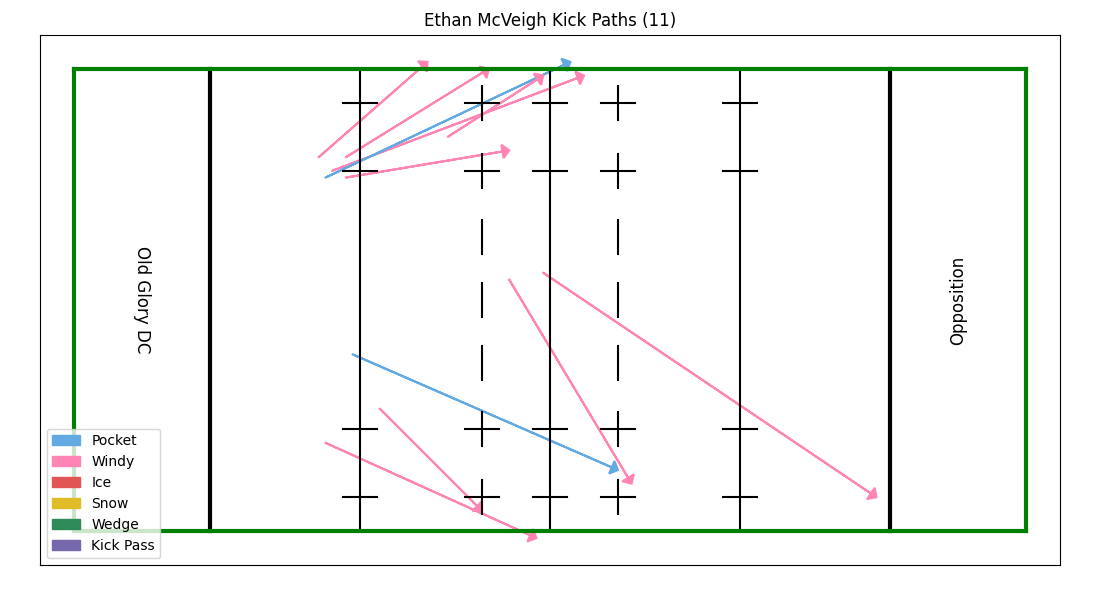 Ethan McVeigh Kick Paths (11)
Old Glory DC
Opposition
Pocket
Windy
Ice
Snow
Wedge
Kick Pass